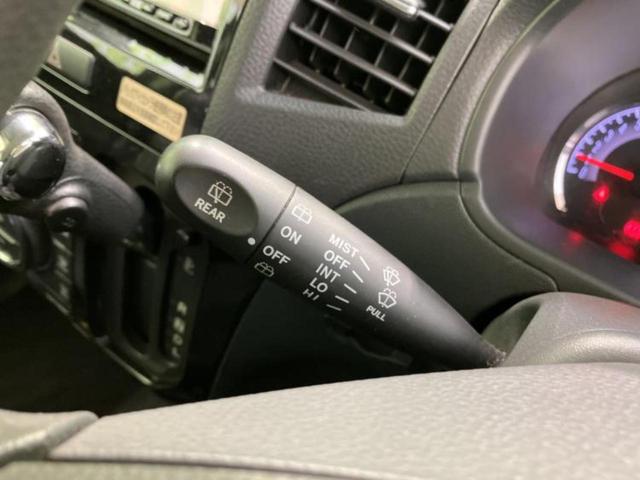 REAR
ON
OFF
MIST
OFF
INT
LO
HI
PULL